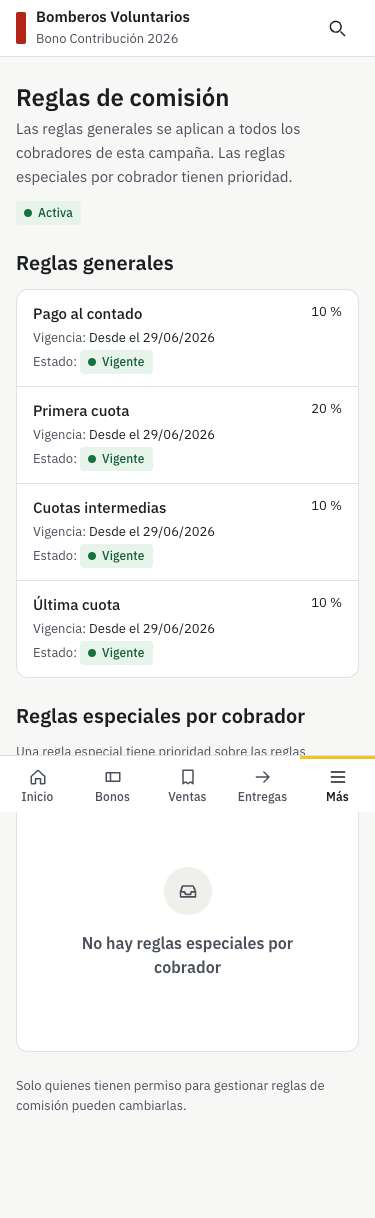 Bomberos Voluntarios
Bono Contribución 2026
Reglas de comisión
Las reglas generales se aplican a todos los
cobradores de esta campaña. Las reglas
especiales por cobrador tienen prioridad.
Activa
Reglas generales
Pago al contado 10 %
Vigencia: Desde el 29/06/2026
Estado: Vigente
Primera cuota 20 %
Vigencia: Desde el 29/06/2026
Estado: Vigente
Cuotas intermedias 10 %
Vigencia: Desde el 29/06/2026
Estado: Vigente
Última cuota 10 %
Vigencia: Desde el 29/06/2026
Estado: Vigente
Reglas especiales por cobrador
Una regla especial tiene prioridad sobre las reglas
Inicio Bonos Ventas Entregas Más
No hay reglas especiales por
cobrador
Solo quienes tienen permiso para gestionar reglas de
comisión pueden cambiarlas.